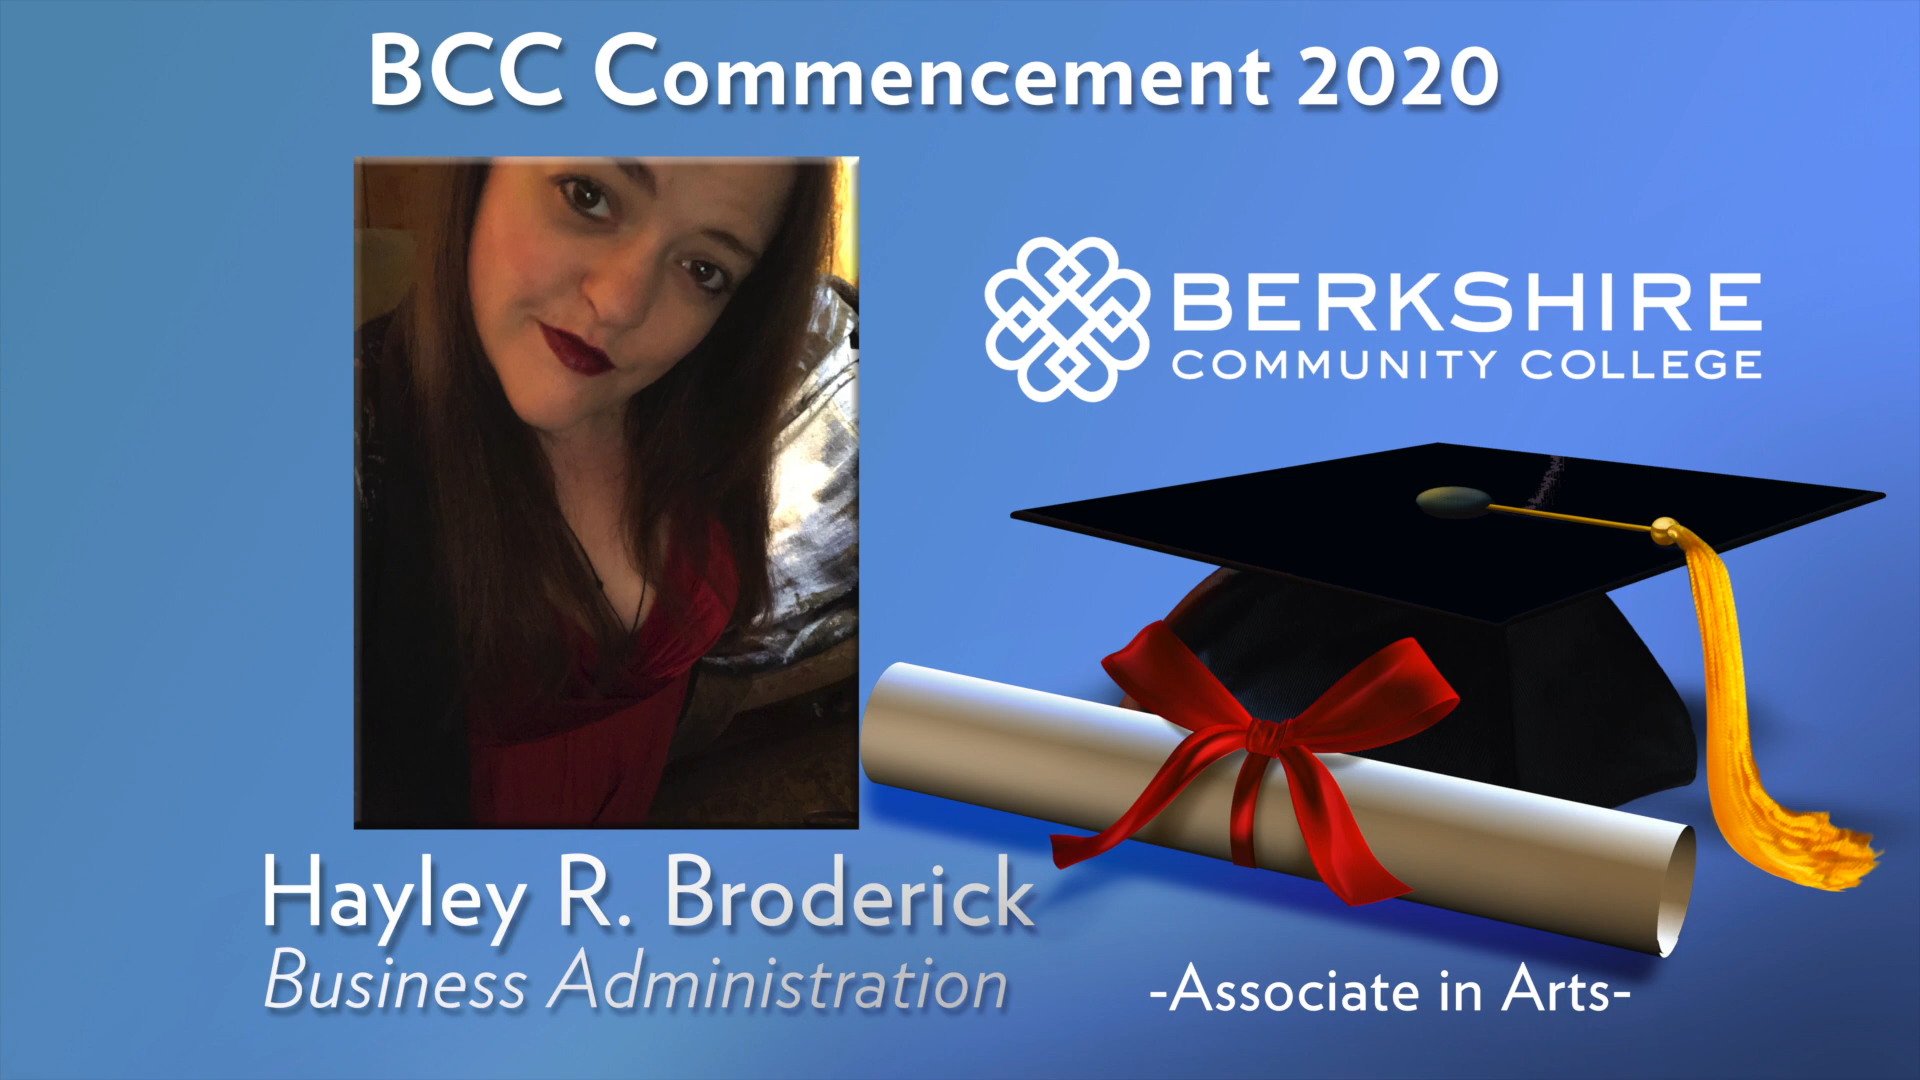 BCC Commencement 2020
BERKSHIRE
COMMUNITY COLLEGE
Hayley R. Broderick
Business Administration
-Associate in Arts-